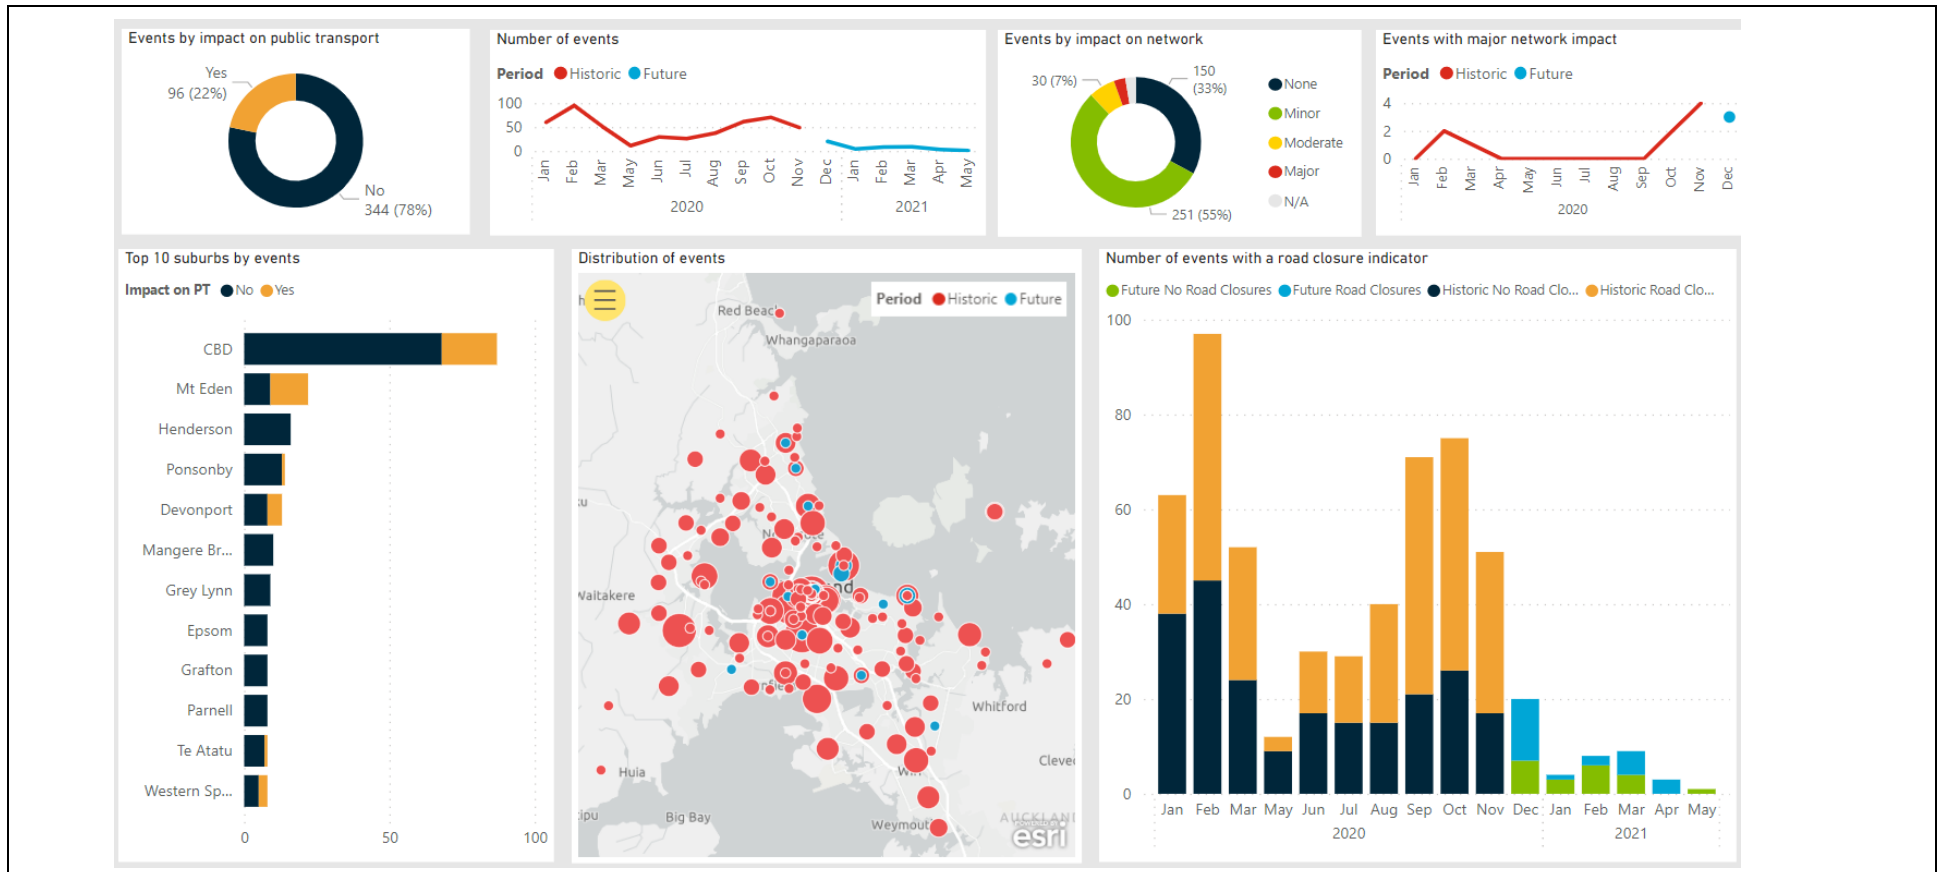 Events by impact on public transport
Yes
96 (22%)
No
344 (78%)
Number of events
Period Historic Future
100
50
0
Jan Feb Mar May Jun Jul Aug Sep Oct Nov Dec Jan Feb Mar Apr May
2020 2021
Events by impact on network
30 (7%)
150
(33%)
251 (55%)
None
Minor
Moderate
Major
N/A
Events with major network impact
Period Historic Future
4
2
0
Jan Feb Mar Apr May Jun Jul Aug Sep Oct Nov Dec
2020
Top 10 suburbs by events
Impact on PT No Yes
CBD
Mt Eden
Henderson
Ponsonby
Devonport
Mangere Br...
Grey Lynn
Epsom
Grafton
Parnell
Te Atatu
Western Sp...
0 50 100
Distribution of events
Period Historic Future
Red Beach
Whangaparaoa
Waitakere
nd
Whitford
Huia
Cleve
Big Bay
Weymout
AUCKLAND
esri
Number of events with a road closure indicator
Future No Road Closures Future Road Closures Historic No Road Clo... Historic Road Clo...
100
80
60
40
20
0
Jan Feb Mar May Jun Jul Aug Sep Oct Nov Dec Jan Feb Mar Apr May
2020 2021